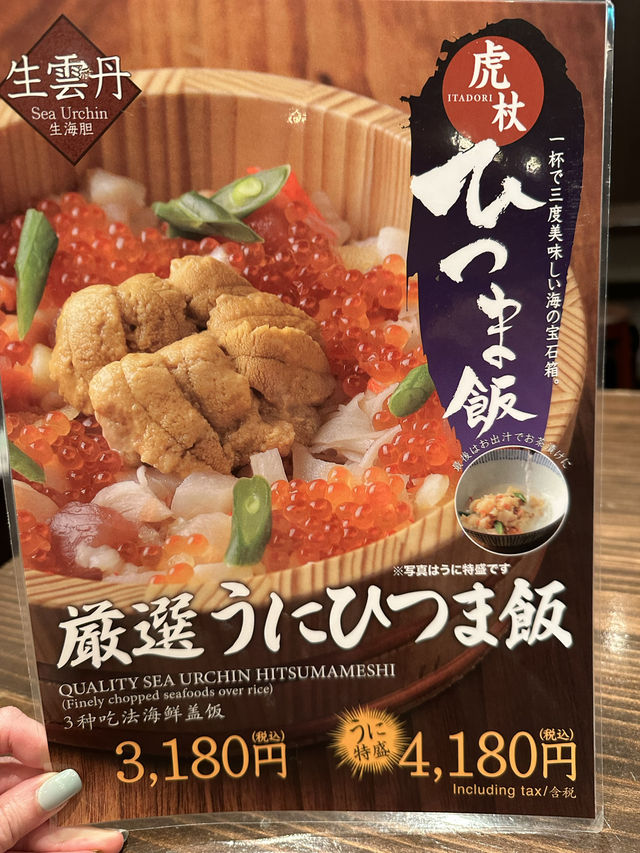 生雲丹
Sea Urchin
生海胆
虎杖
ITADORI
ひつま飯
一杯で三度美味しい海の宝石箱。
最後はお出汁でお茶漬けに
※写真はうに特盛です
厳選うにひつま飯
QUALITY SEA URCHIN HITSUMAMESHI
(Finely chopped seafoods over rice)
3种吃法海鲜盖饭
3,180円(税込)
うに特盛
4,180円(税込)
Including tax/含税